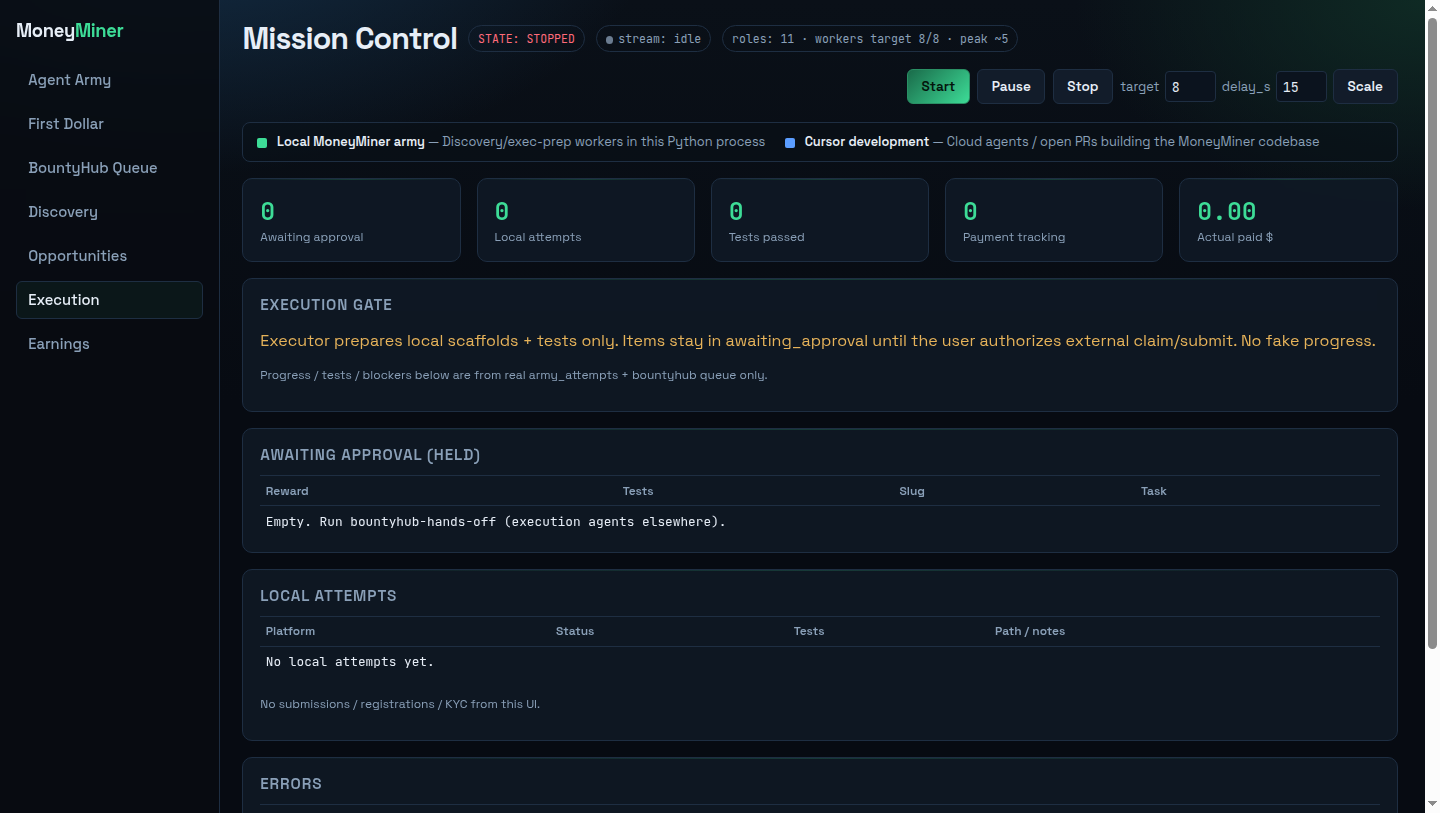 MoneyMiner
Mission Control
STATE: STOPPED
stream: idle
roles: 11 · workers target 8/8 · peak ~5
Start
Pause
Stop
target
8
delay_s
15
Scale
Agent Army
First Dollar
BountyHub Queue
Discovery
Opportunities
Execution
Earnings
Local MoneyMiner army — Discovery/exec-prep workers in this Python process
Cursor development — Cloud agents / open PRs building the MoneyMiner codebase
0
Awaiting approval
0
Local attempts
0
Tests passed
0
Payment tracking
0.00
Actual paid $
EXECUTION GATE
Executor prepares local scaffolds + tests only. Items stay in awaiting_approval until the user authorizes external claim/submit. No fake progress.
Progress / tests / blockers below are from real army_attempts + bountyhub queue only.
AWAITING APPROVAL (HELD)
Reward Tests Slug Task
Empty. Run bountyhub-hands-off (execution agents elsewhere).
LOCAL ATTEMPTS
Platform Status Tests Path / notes
No local attempts yet.
No submissions / registrations / KYC from this UI.
ERRORS